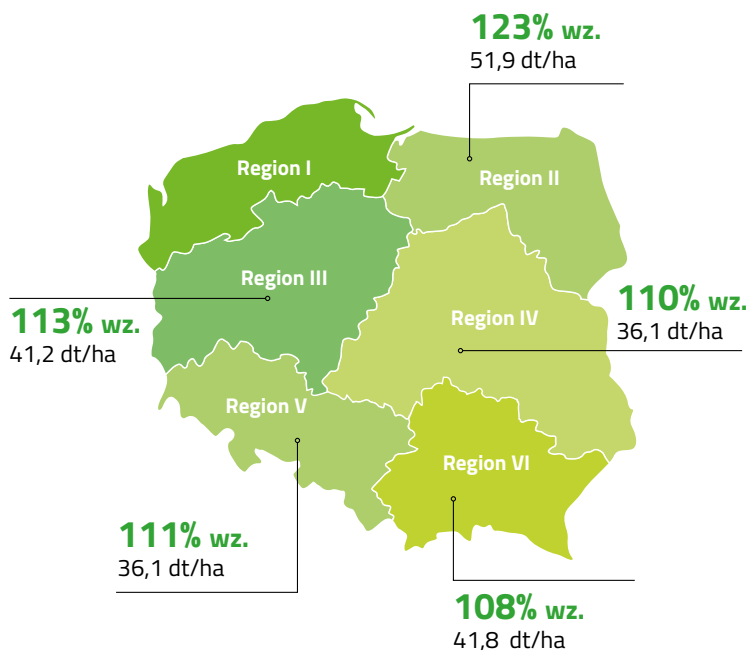 123% wz.
51,9 dt/ha
Region I
Region II
Region III
113% wz.
41,2 dt/ha
Region IV
110% wz.
36,1 dt/ha
Region V
Region VI
111% wz.
36,1 dt/ha
108% wz.
41,8 dt/ha